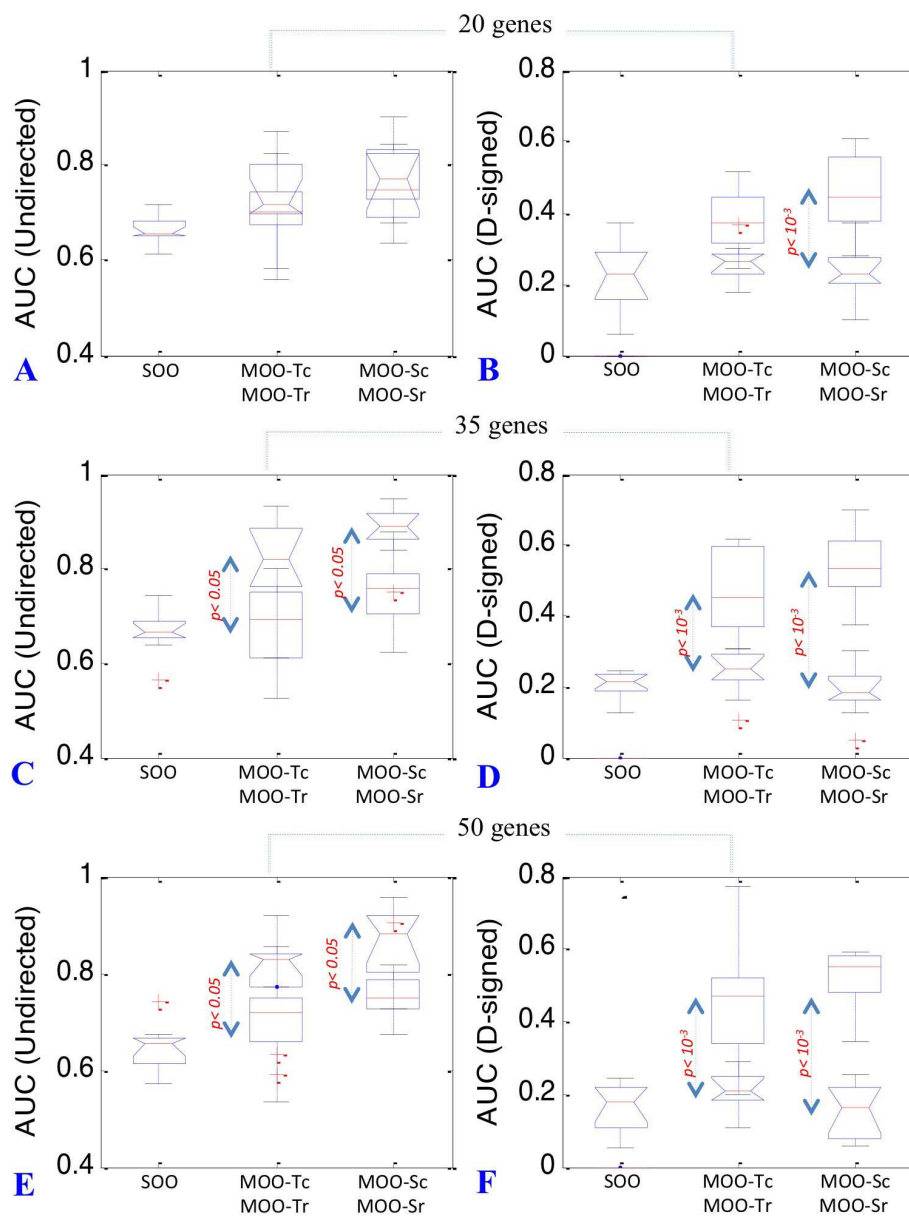 20 genes
AUC (Undirected)
1
0.8
0.6
0.4
A
SOO
MOO-Tc
MOO-Tr
MOO-Sc
MOO-Sr
AUC (D-signed)
0.8
0.6
0.4
0.2
0
p< 10⁻³
B
SOO
MOO-Tc
MOO-Tr
MOO-Sc
MOO-Sr
35 genes
AUC (Undirected)
1
0.8
0.6
0.4
p< 0.05
p< 0.05
C
SOO
MOO-Tc
MOO-Tr
MOO-Sc
MOO-Sr
AUC (D-signed)
0.8
0.6
0.4
0.2
0
p< 10⁻³
p< 10⁻³
D
SOO
MOO-Tc
MOO-Tr
MOO-Sc
MOO-Sr
50 genes
AUC (Undirected)
1
0.8
0.6
0.4
p< 0.05
p< 0.05
E
SOO
MOO-Tc
MOO-Tr
MOO-Sc
MOO-Sr
AUC (D-signed)
0.8
0.6
0.4
0.2
0
p< 10⁻³
p< 10⁻³
F
SOO
MOO-Tc
MOO-Tr
MOO-Sc
MOO-Sr